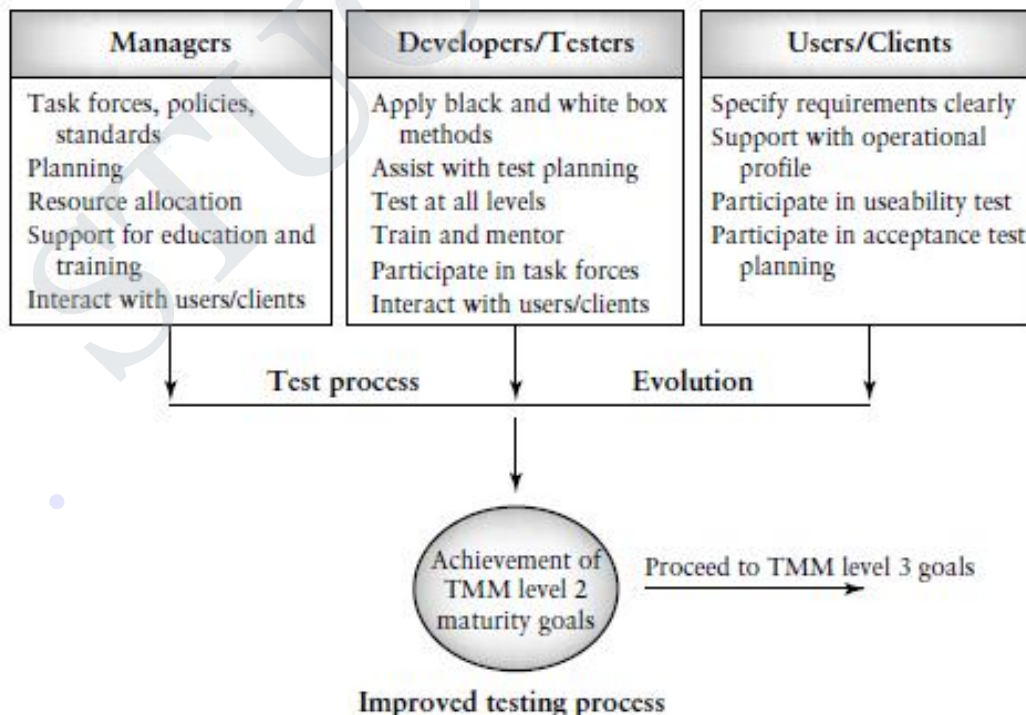 Managers
Task forces, policies,
standards
Planning
Resource allocation
Support for education and
training
Interact with users/clients
Developers/Testers
Apply black and white box
methods
Assist with test planning
Test at all levels
Train and mentor
Participate in task forces
Interact with users/clients
Users/Clients
Specify requirements clearly
Support with operational
profile
Participate in useability test
Participate in acceptance test
planning
Test process
Evolution
Achievement of
TMM level 2
maturity goals
Proceed to TMM level 3 goals
Improved testing process